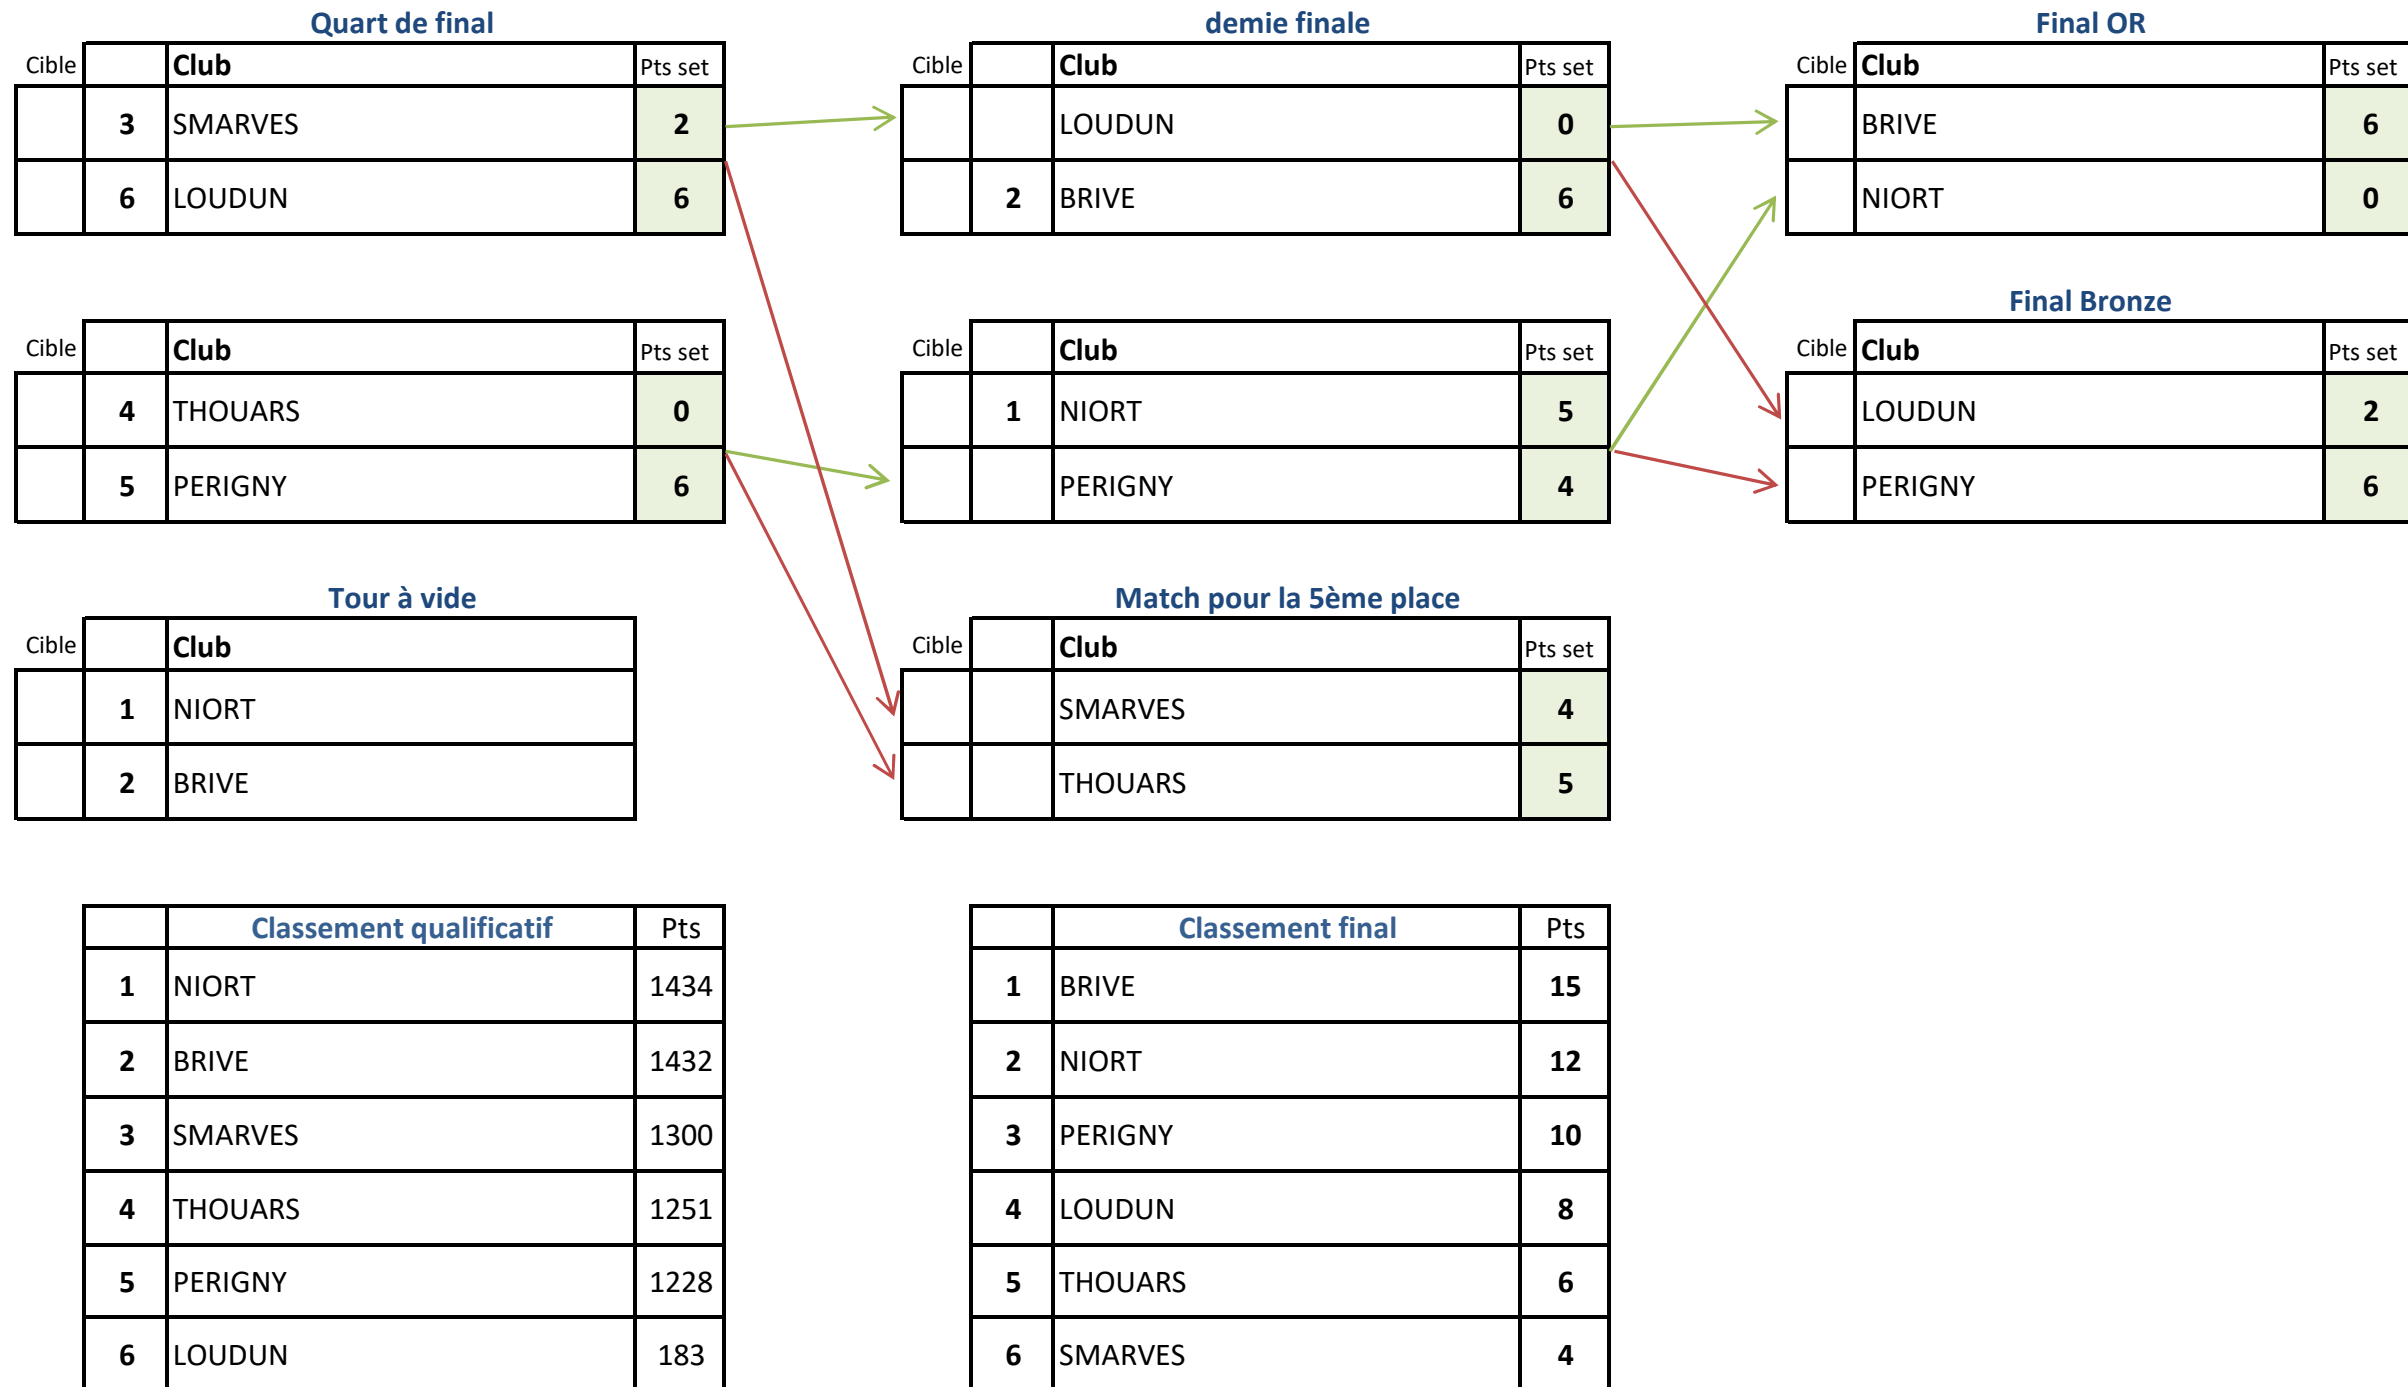 Quart de final demie finale Final OR
Cible Club Pts set Cible Club Pts set Cible Club Pts set
3 SMARVES 2 LOUDUN 0 BRIVE 6
6 LOUDUN 6 2 BRIVE 6 NIORT 0
Final Bronze
Cible Club Pts set Cible Club Pts set Cible Club Pts set
4 THOUARS 0 1 NIORT 5 LOUDUN 2
5 PERIGNY 6 PERIGNY 4 PERIGNY 6
Tour à vide Match pour la 5ème place
Cible Club Cible Club Pts set
1 NIORT SMARVES 4
2 BRIVE THOUARS 5
Classement qualificatif Pts Classement final Pts
1 NIORT 1434 1 BRIVE 15
2 BRIVE 1432 2 NIORT 12
3 SMARVES 1300 3 PERIGNY 10
4 THOUARS 1251 4 LOUDUN 8
5 PERIGNY 1228 5 THOUARS 6
6 LOUDUN 183 6 SMARVES 4